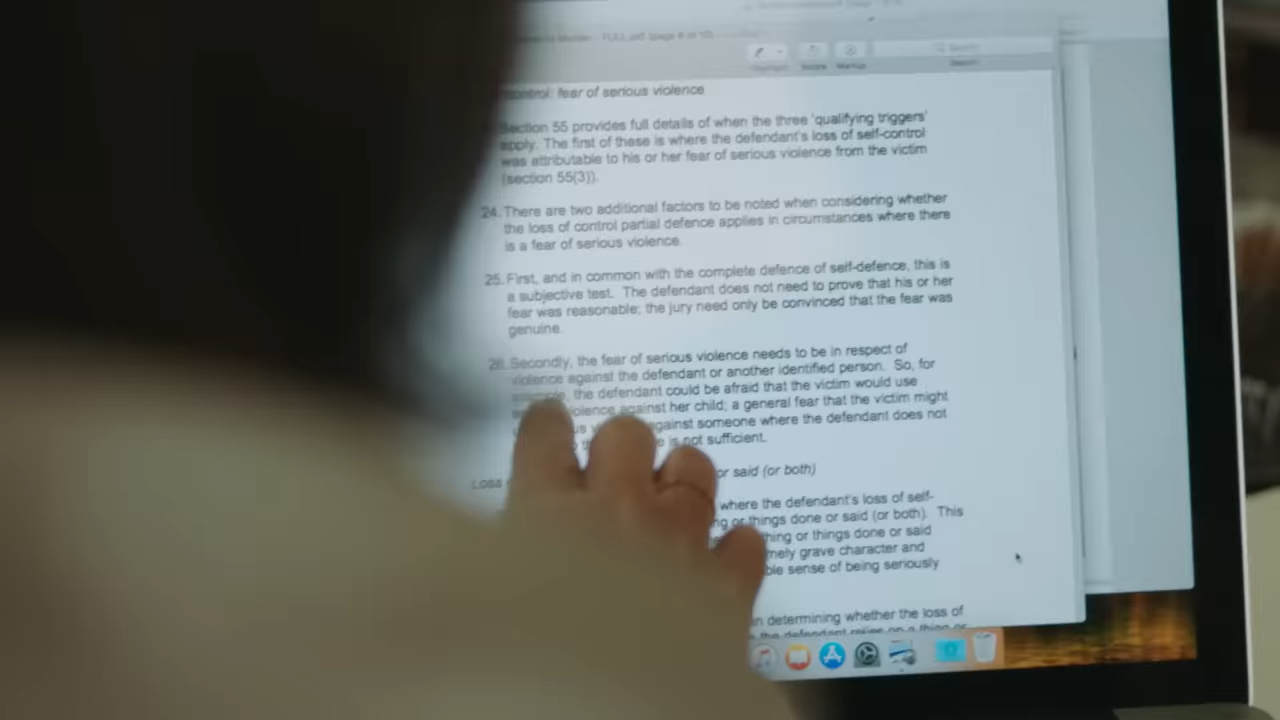 control: fear of serious violence
Section 55 provides full details of when the three 'qualifying triggers'
apply. The first of these is where the defendant's loss of self-control
was attributable to his or her fear of serious violence from the victim
(section 55(3)).
24. There are two additional factors to be noted when considering whether
the loss of control partial defence applies in circumstances where there
is a fear of serious violence.
25. First, and in common with the complete defence of self-defence, this is
a subjective test. The defendant does not need to prove that his or her
fear was reasonable; the jury need only be convinced that the fear was
genuine.
26. Secondly, the fear of serious violence needs to be in respect of
violence against the defendant or another identified person. So, for
example, the defendant could be afraid that the victim would use
violence against her child; a general fear that the victim might
against someone where the defendant does not
is not sufficient.
Loss or said (or both)
where the defendant's loss of self-
or things done or said (or both). This
thing or things done or said
grave character and
sense of being seriously
determining whether the loss of
the defendant relies on a thing or